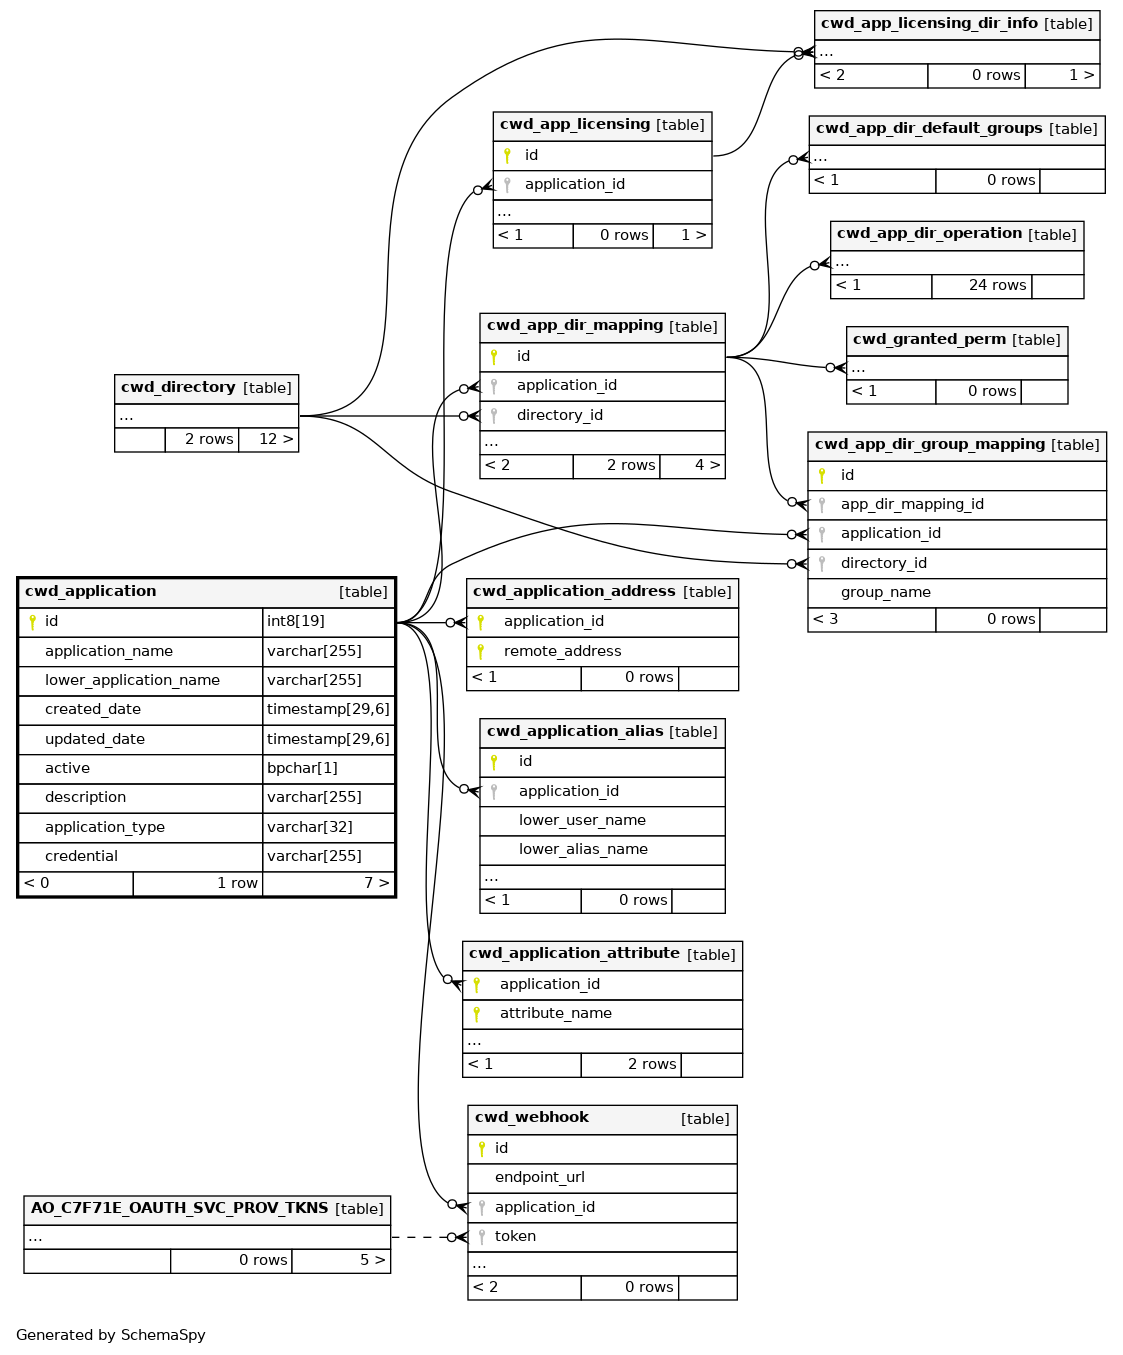 cwd_app_licensing_dir_info [table]
...
< 2 0 rows 1 >
cwd_app_licensing [table]
id
application_id
...
< 1 0 rows 1 >
cwd_app_dir_default_groups [table]
...
< 1 0 rows
cwd_app_dir_operation [table]
...
< 1 24 rows
cwd_app_dir_mapping [table]
id
application_id
directory_id
...
< 2 2 rows 4 >
cwd_granted_perm [table]
...
< 1 0 rows
cwd_directory [table]
...
2 rows 12 >
cwd_app_dir_group_mapping [table]
id
app_dir_mapping_id
application_id
directory_id
group_name
< 3 0 rows
cwd_application [table]
id int8[19]
application_name varchar[255]
lower_application_name varchar[255]
created_date timestamp[29,6]
updated_date timestamp[29,6]
active bpchar[1]
description varchar[255]
application_type varchar[32]
credential varchar[255]
< 0 1 row 7 >
cwd_application_address [table]
application_id
remote_address
< 1 0 rows
cwd_application_alias [table]
id
application_id
lower_user_name
lower_alias_name
...
< 1 0 rows
cwd_application_attribute [table]
application_id
attribute_name
...
< 1 2 rows
cwd_webhook [table]
id
endpoint_url
application_id
token
...
< 2 0 rows
AO_C7F71E_OAUTH_SVC_PROV_TKNS [table]
...
0 rows 5 >
Generated by SchemaSpy